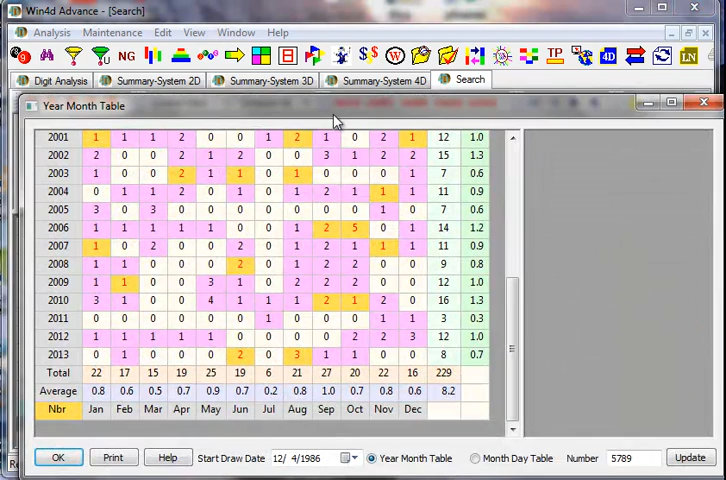 Win4d Advance - [Search]
Analysis Maintenance Edit View Window Help
9 NG W TP LN
Digit Analysis Summary-System 2D Summary-System 3D Summary-System 4D Search
Year Month Table
2001 1 1 1 2 0 0 1 2 1 0 2 1 12 1.0
2002 2 0 0 2 1 2 0 0 3 1 2 2 15 1.3
2003 1 0 0 2 1 1 0 1 0 0 0 1 7 0.6
2004 0 1 1 2 0 1 0 1 2 1 1 1 11 0.9
2005 3 0 3 0 0 0 0 0 0 0 1 0 7 0.6
2006 1 1 1 1 1 0 0 1 2 5 0 1 14 1.2
2007 1 0 2 0 0 2 0 1 2 1 1 1 11 0.9
2008 1 1 0 0 0 2 0 1 2 2 0 0 9 0.8
2009 1 1 0 0 3 1 0 2 2 2 0 0 12 1.0
2010 3 1 0 0 4 1 1 1 2 1 2 0 16 1.3
2011 0 0 0 0 0 0 1 0 0 0 1 1 3 0.3
2012 1 1 1 1 1 0 0 0 0 2 2 3 12 1.0
2013 0 1 0 0 0 2 0 3 1 1 0 0 8 0.7
Total 22 17 15 19 25 19 6 21 27 20 22 16 229
Average 0.8 0.6 0.5 0.7 0.9 0.7 0.2 0.8 1.0 0.7 0.8 0.6 8.2
Nbr Jan Feb Mar Apr May Jun Jul Aug Sep Oct Nov Dec
OK Print Help Start Draw Date 12/ 4/1986 Year Month Table Month Day Table Number 5789 Update